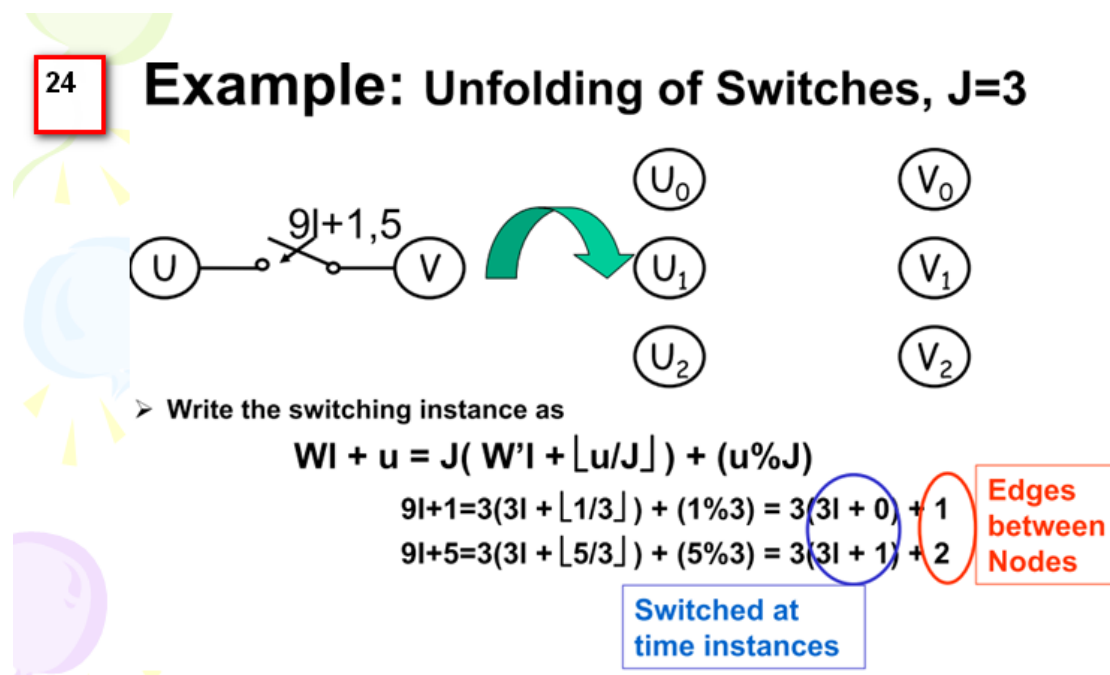 24
Example: Unfolding of Switches, J=3
U₀ V₀
9l+1,5
U V U₁ V₁
U₂ V₂
➢ Write the switching instance as
Wl + u = J( W’l + ⌊u/J⌋ ) + (u%J)
9l+1=3(3l + ⌊1/3⌋ ) + (1%3) = 3(3l + 0) + 1
9l+5=3(3l + ⌊5/3⌋ ) + (5%3) = 3(3l + 1) + 2
Edges
between
Nodes
Switched at
time instances